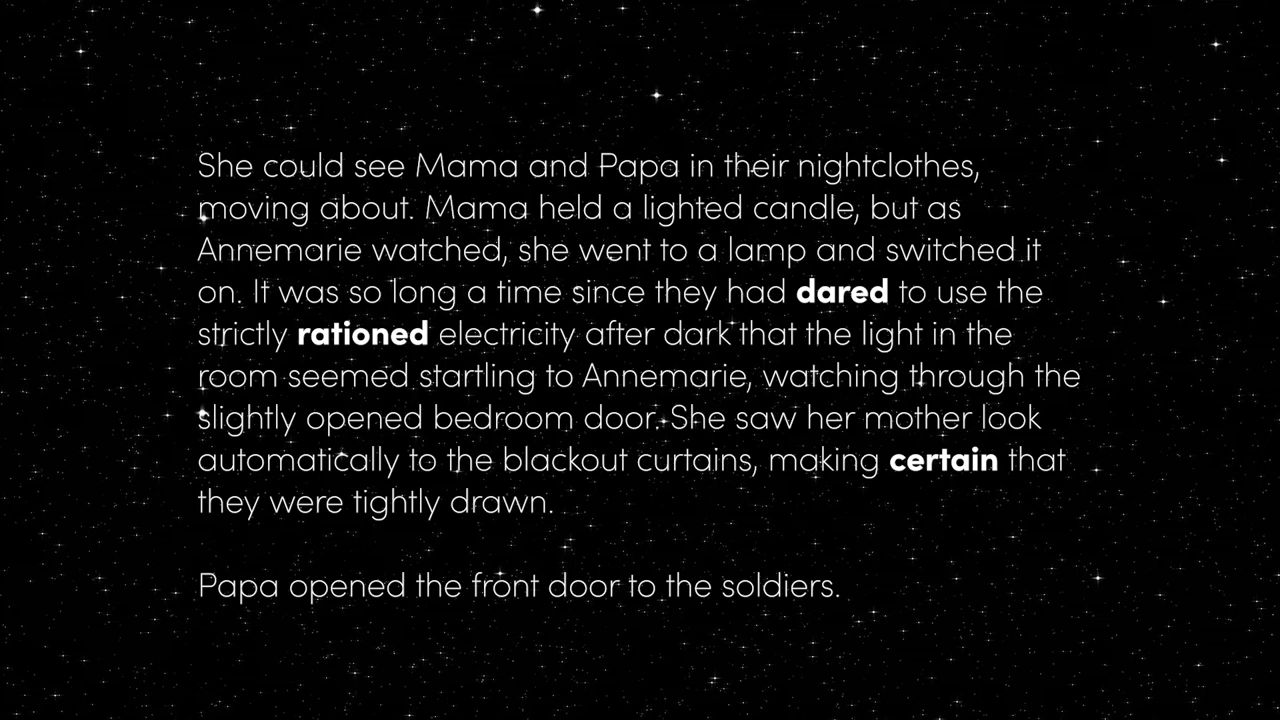 She could see Mama and Papa in their nightclothes,
moving about. Mama held a lighted candle, but as
Annemarie watched, she went to a lamp and switched it
on. It was so long a time since they had dared to use the
strictly rationed electricity after dark that the light in the
room seemed startling to Annemarie, watching through the
slightly opened bedroom door. She saw her mother look
automatically to the blackout curtains, making certain that
they were tightly drawn.
Papa opened the front door to the soldiers.